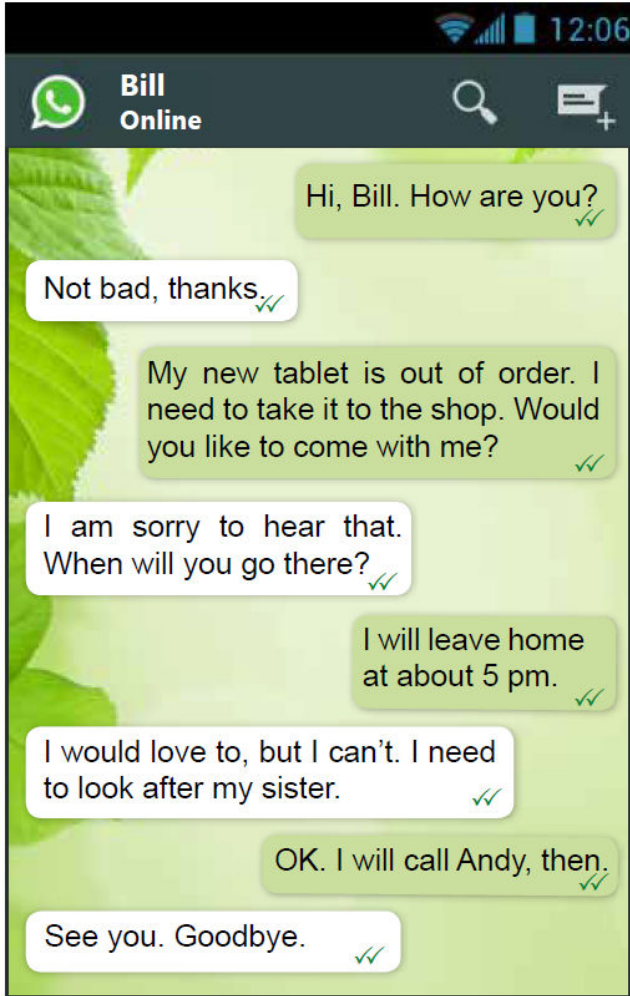 12:06
Bill
Online
Hi, Bill. How are you?
Not bad, thanks.
My new tablet is out of order. I
need to take it to the shop. Would
you like to come with me?
I am sorry to hear that.
When will you go there?
I will leave home
at about 5 pm.
I would love to, but I can't. I need
to look after my sister.
OK. I will call Andy, then.
See you. Goodbye.